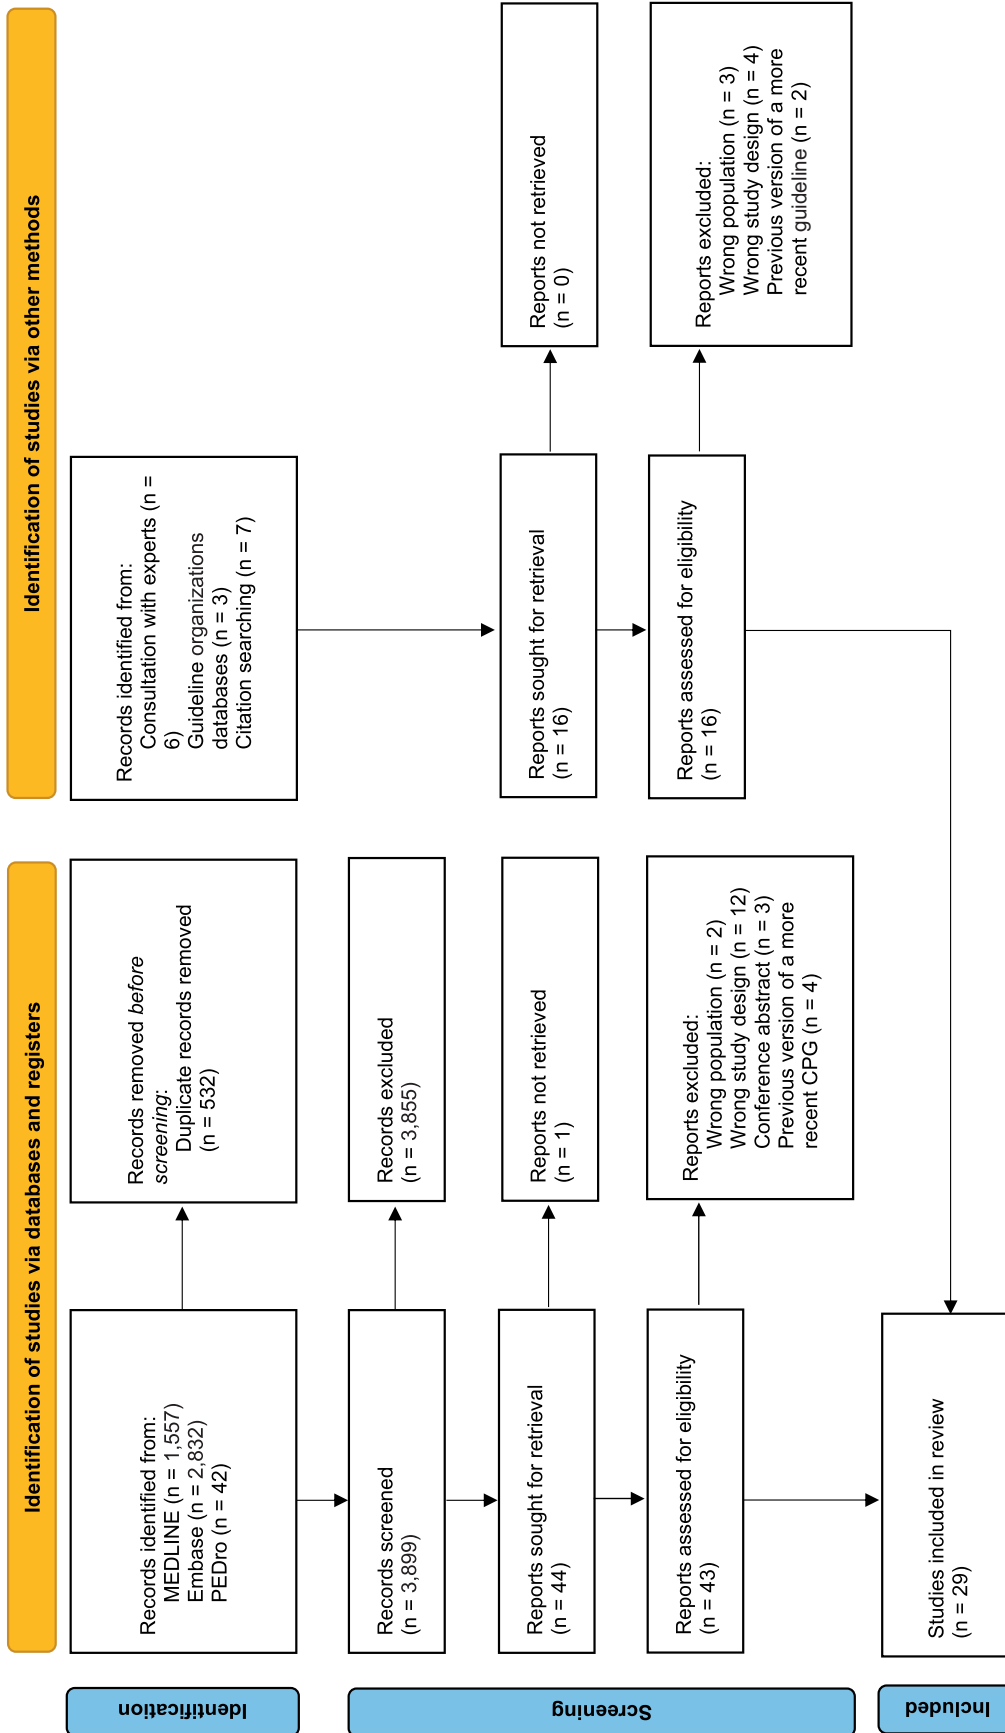 Identification of studies via databases and registers
Identification of studies via other methods
Identification
Records identified from:
MEDLINE (n = 1,557)
Embase (n = 2,832)
PEDro (n = 42)
Records removed before
screening:
Duplicate records removed
(n = 532)
Records identified from:
Consultation with experts (n =
6)
Guideline organizations
databases (n = 3)
Citation searching (n = 7)
Screening
Records screened
(n = 3,899)
Records excluded
(n = 3,855)
Reports sought for retrieval
(n = 44)
Reports not retrieved
(n = 1)
Reports sought for retrieval
(n = 16)
Reports not retrieved
(n = 0)
Reports assessed for eligibility
(n = 43)
Reports excluded:
Wrong population (n = 2)
Wrong study design (n = 12)
Conference abstract (n = 3)
Previous version of a more
recent CPG (n = 4)
Reports assessed for eligibility
(n = 16)
Reports excluded:
Wrong population (n = 3)
Wrong study design (n = 4)
Previous version of a more
recent guideline (n = 2)
Included
Studies included in review
(n = 29)